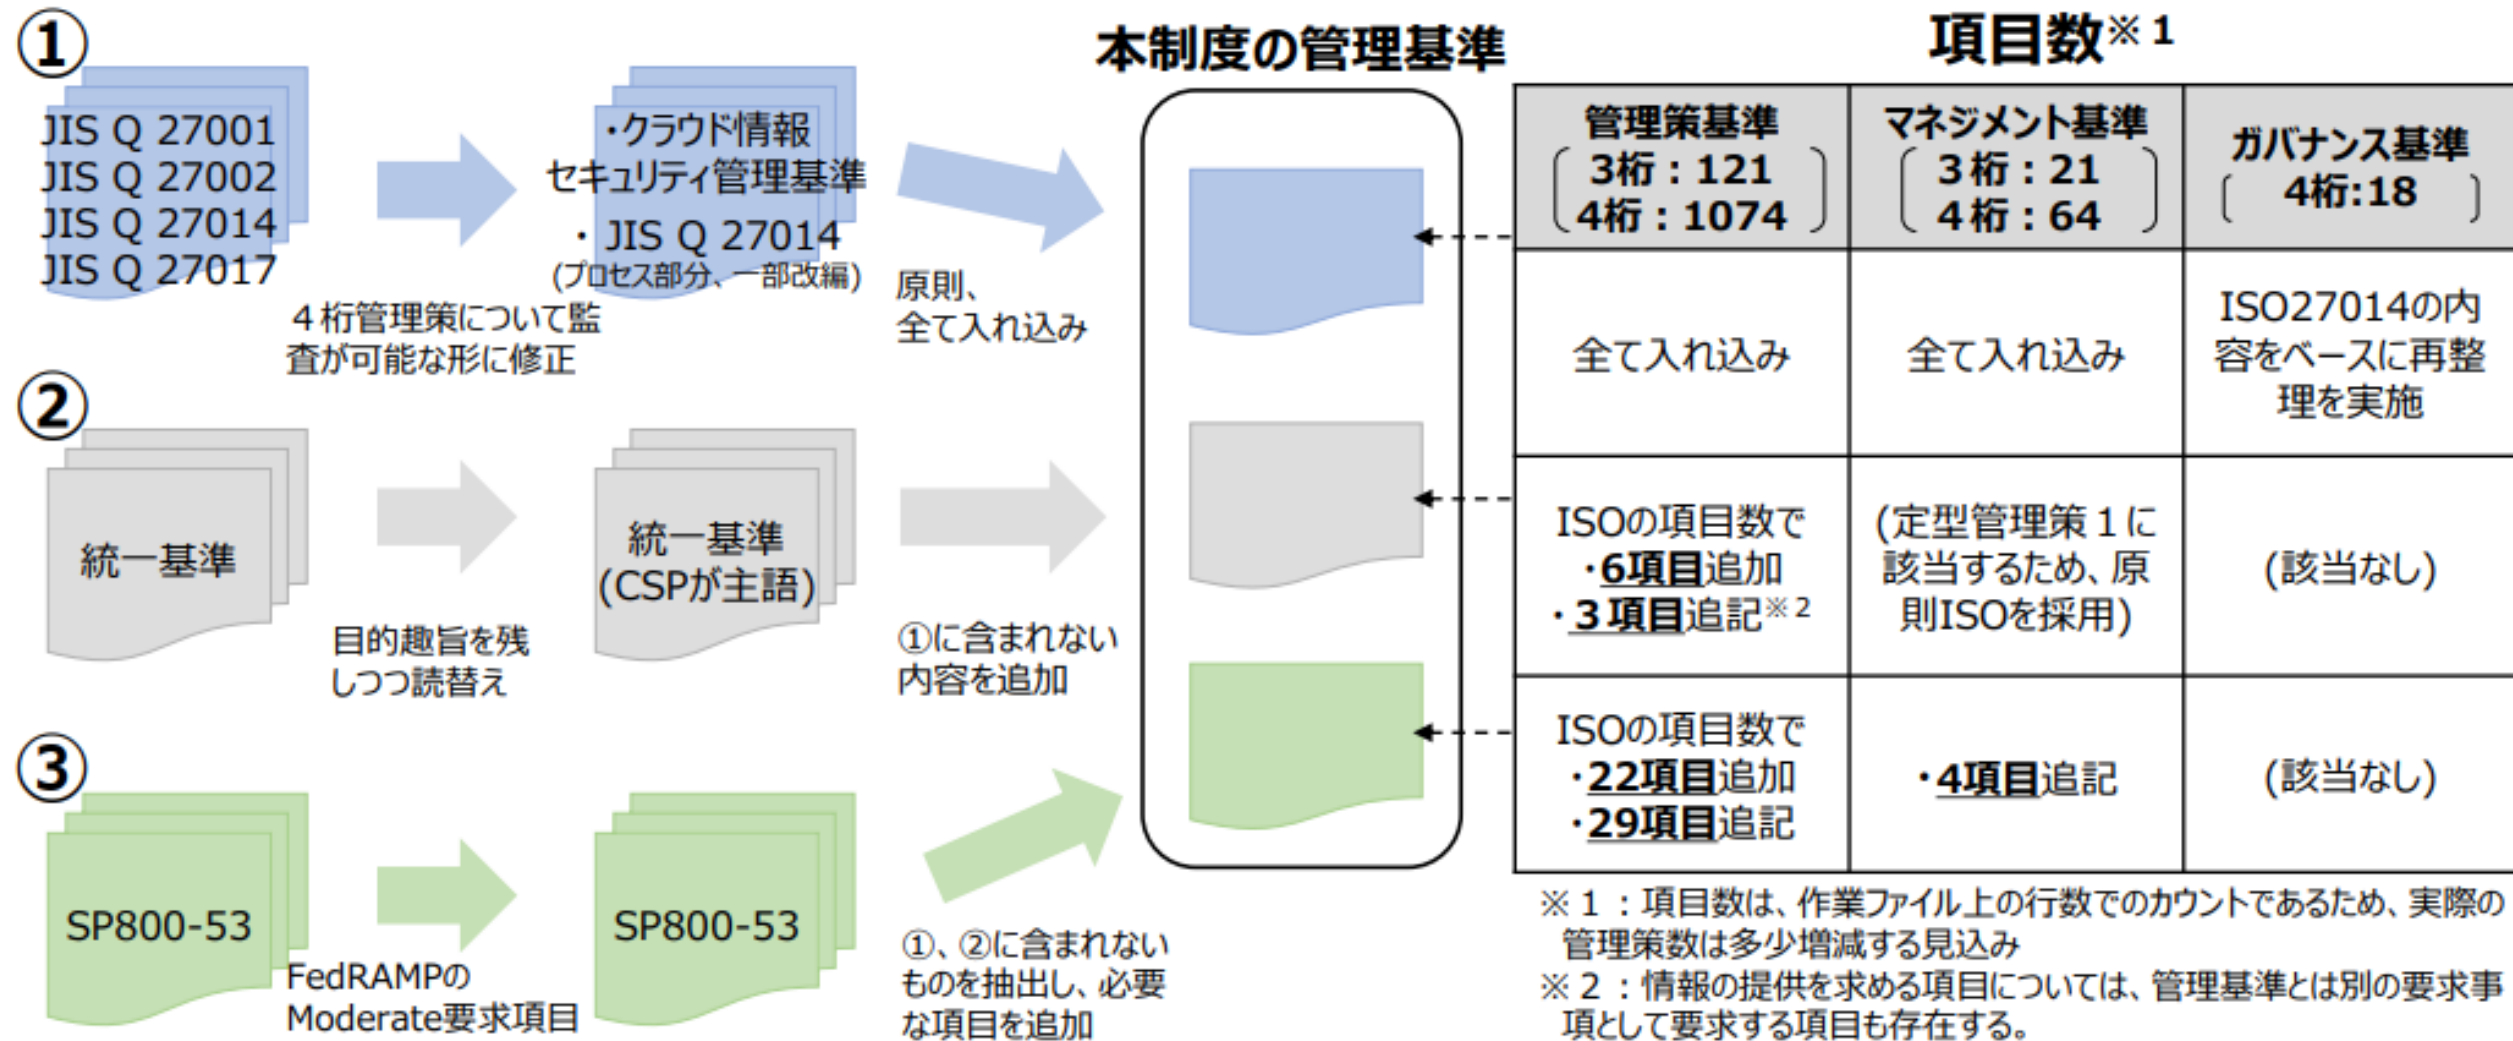 ①
JIS Q 27001
JIS Q 27002
JIS Q 27014
JIS Q 27017
４桁管理策について監
査が可能な形に修正
・クラウド情報
セキュリティ管理基準
・ JIS Q 27014
(プロセス部分、一部改編)
原則、
全て入れ込み
②
統一基準
目的趣旨を残
しつつ読替え
統一基準
(CSPが主語)
①に含まれない
内容を追加
③
SP800-53
FedRAMPの
Moderate要求項目
SP800-53
①、②に含まれない
ものを抽出し、必要
な項目を追加
本制度の管理基準
項目数※１
管理策基準
3桁：121
4桁：1074
マネジメント基準
３桁：21
４桁：64
ガバナンス基準
4桁:18
全て入れ込み
全て入れ込み
ISO27014の内
容をベースに再整
理を実施
ISOの項目数で
・6項目追加
・３項目追記※２
(定型管理策１に
該当するため、原
則ISOを採用)
(該当なし)
ISOの項目数で
・22項目追加
・29項目追記
・4項目追記
(該当なし)
※１：項目数は、作業ファイル上の行数でのカウントであるため、実際の
管理策数は多少増減する見込み
※２：情報の提供を求める項目については、管理基準とは別の要求事
項として要求する項目も存在する。